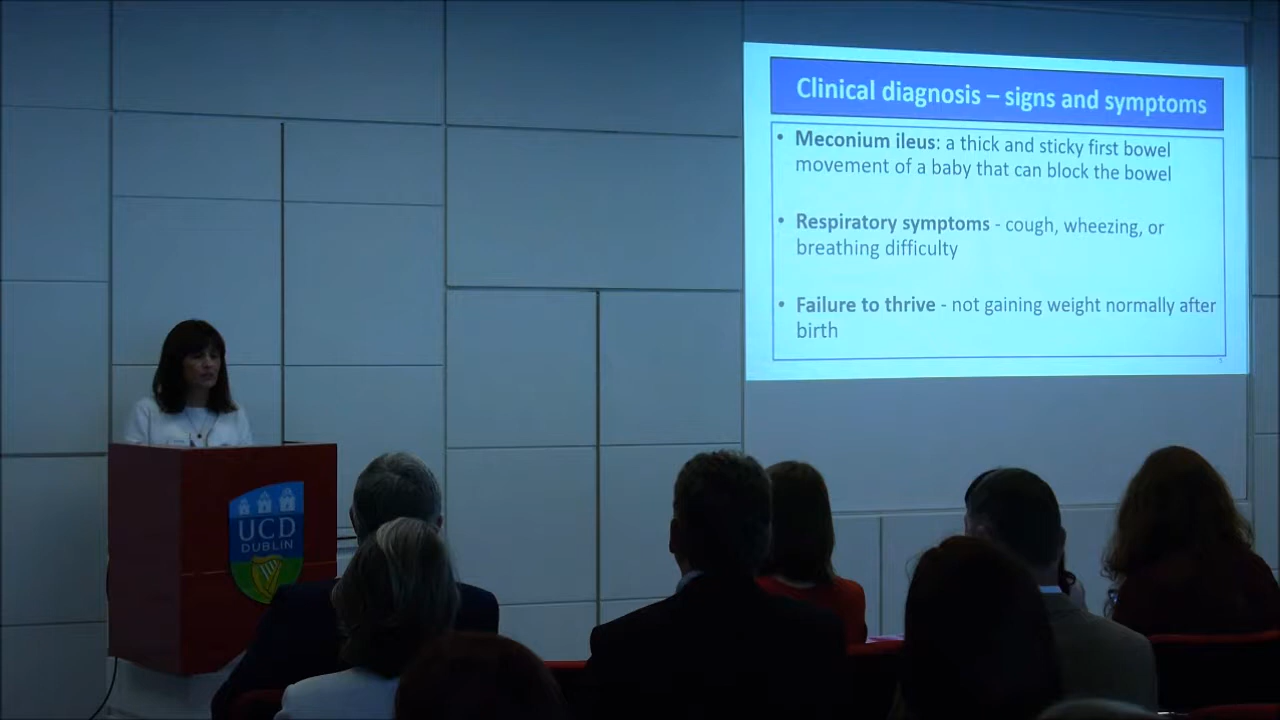 Clinical diagnosis – signs and symptoms
• Meconium ileus: a thick and sticky first bowel
movement of a baby that can block the bowel
• Respiratory symptoms - cough, wheezing, or
breathing difficulty
• Failure to thrive - not gaining weight normally after
birth
5
UCD
DUBLIN